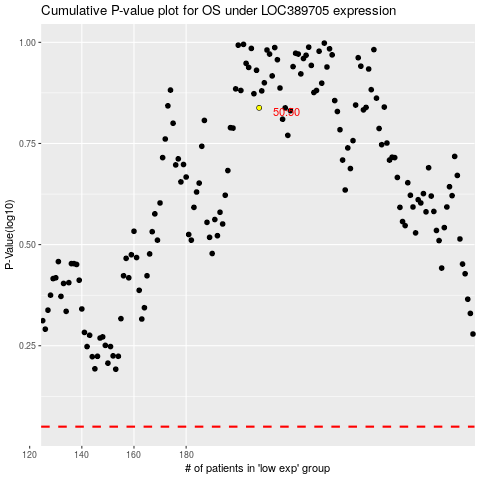 Cumulative P-value plot for OS under LOC389705 expression
P-Value(log10)
1.00
0.75
0.50
0.25
50:50
120 140 160 180
# of patients in 'low exp' group